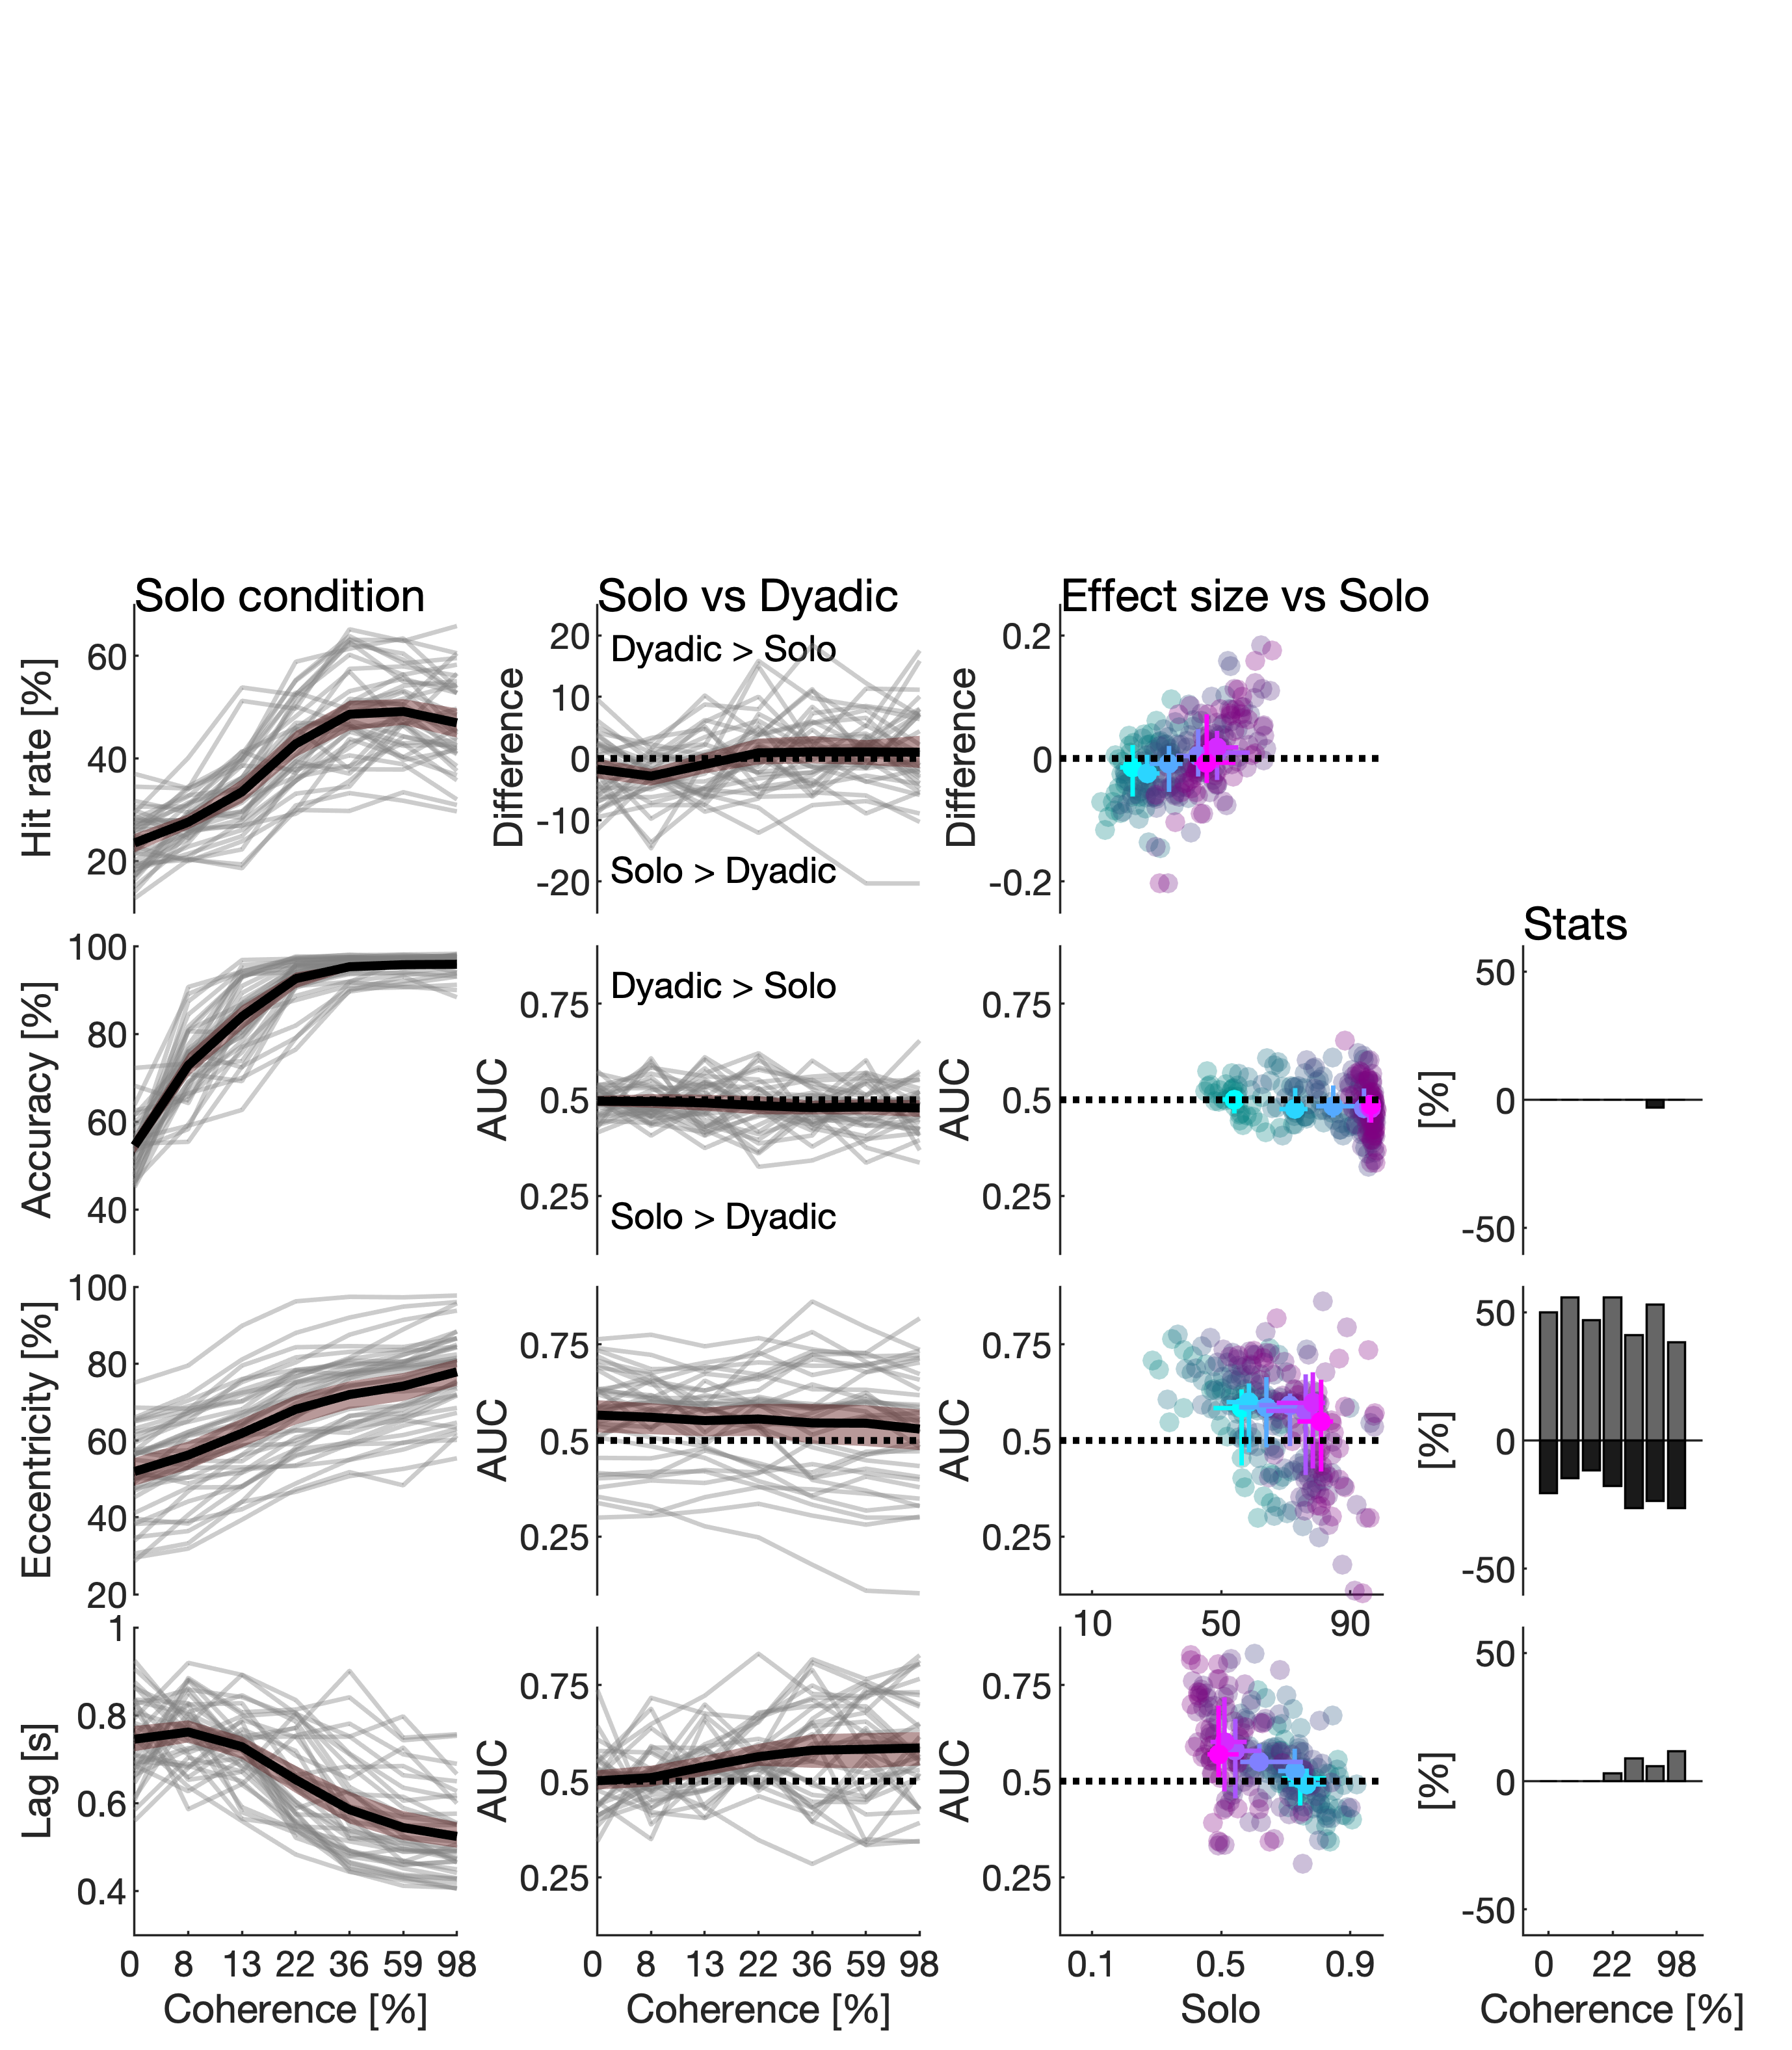 Solo condition
Solo vs Dyadic
Effect size vs Solo
Hit rate [%]
60
40
20
Difference
20
10
0
-10
-20
Dyadic > Solo
Solo > Dyadic
Difference
0.2
0
-0.2
Stats
Accuracy [%]
100
80
60
40
AUC
0.75
0.5
0.25
Dyadic > Solo
Solo > Dyadic
AUC
0.75
0.5
0.25
[%]
50
0
-50
Eccentricity [%]
100
80
60
40
20
AUC
0.75
0.5
0.25
AUC
0.75
0.5
0.25
10 50 90
[%]
50
0
-50
Lag [s]
1
0.8
0.6
0.4
0 8 13 22 36 59 98
Coherence [%]
AUC
0.75
0.5
0.25
0 8 13 22 36 59 98
Coherence [%]
AUC
0.75
0.5
0.25
0.1 0.5 0.9
Solo
[%]
50
0
-50
0 22 98
Coherence [%]